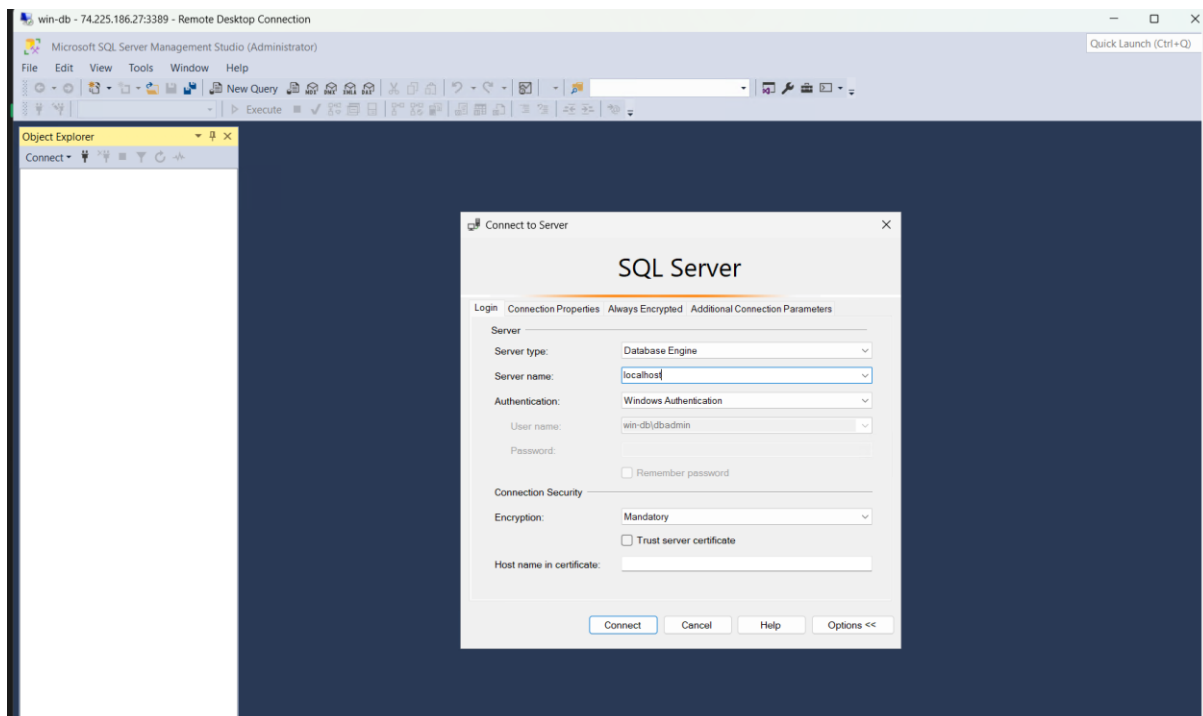 win-db - 74.225.186.27:3389 - Remote Desktop Connection
Microsoft SQL Server Management Studio (Administrator)
Quick Launch (Ctrl+Q)
File Edit View Tools Window Help
New Query
Execute
Object Explorer
Connect
Connect to Server
SQL Server
Login Connection Properties Always Encrypted Additional Connection Parameters
Server
Server type: Database Engine
Server name: localhost
Authentication: Windows Authentication
User name: win-db\dbadmin
Password:
Remember password
Connection Security
Encryption: Mandatory
Trust server certificate
Host name in certificate:
Connect Cancel Help Options <<